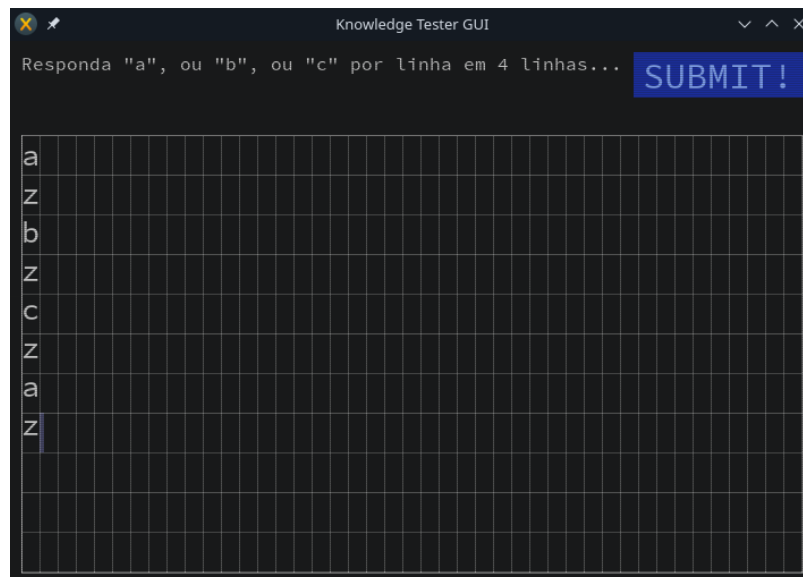 Knowledge Tester GUI
Responda "a", ou "b", ou "c" por linha em 4 linhas...
SUBMIT!
a
z
b
z
c
z
a
z